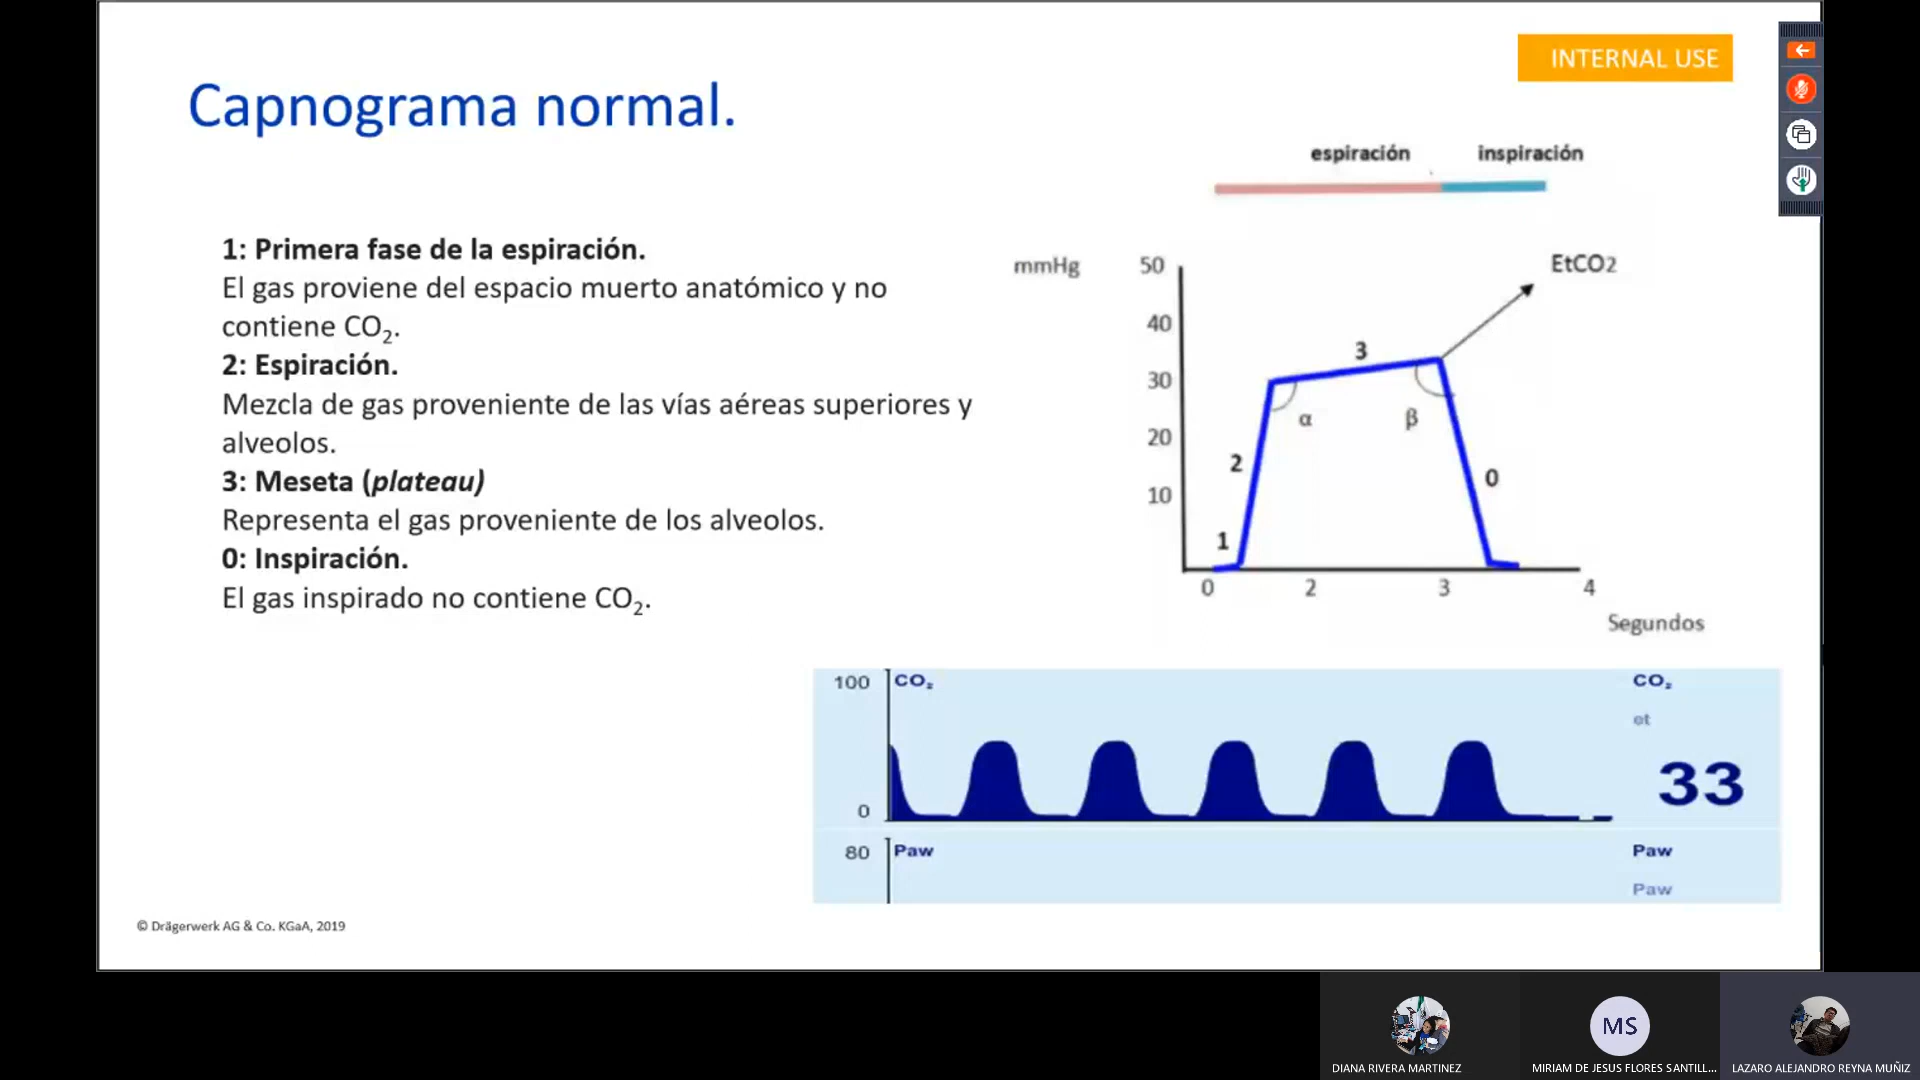 INTERNAL USE
Capnograma normal.
1: Primera fase de la espiración.
El gas proviene del espacio muerto anatómico y no
contiene CO₂.
2: Espiración.
Mezcla de gas proveniente de las vías aéreas superiores y
alveolos.
3: Meseta (plateau)
Representa el gas proveniente de los alveolos.
0: Inspiración.
El gas inspirado no contiene CO₂.
espiración inspiración
mmHg 50 EtCO2
40
3
30
α β
20
2 0
10
1
0 2 3 4
Segundos
100 CO₂ CO₂
et
33
0
80 Paw Paw
Paw
© Drägerwerk AG & Co. KGaA, 2019
MS
DIANA RIVERA MARTINEZ MIRIAM DE JESUS FLORES SANTILL... LAZARO ALEJANDRO REYNA MUÑIZ